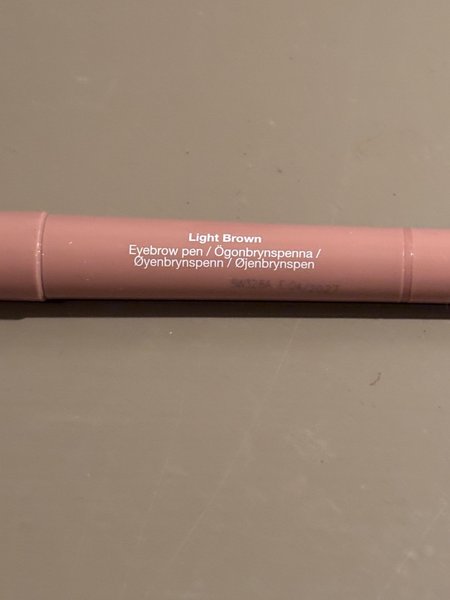 Light Brown
Eyebrow pen / Ögonbrynspenna /
Øyenbrynspenn / Øjenbrynspen